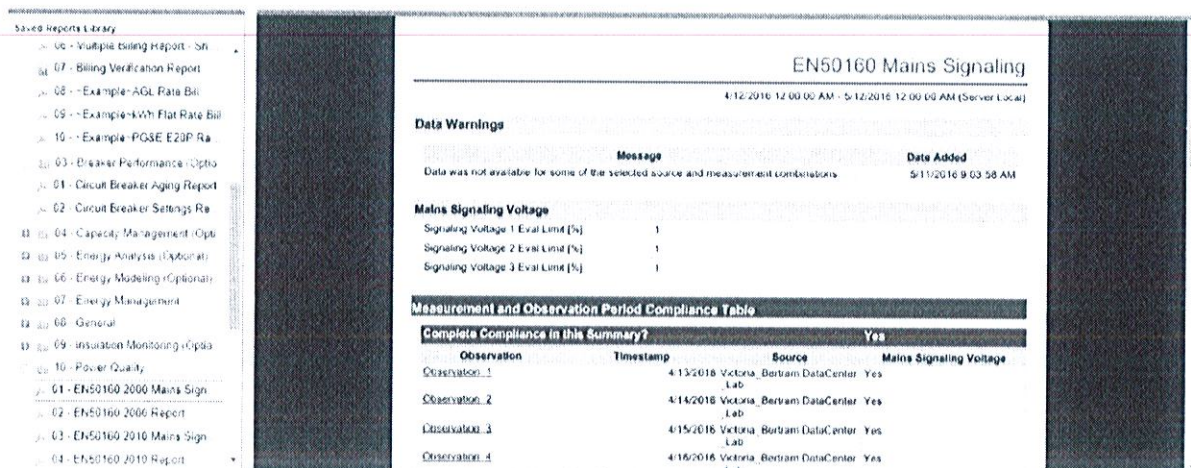 Saved Reports Library
06 - Multiple Billing Report - Sn
07 - Billing Verification Report
08 - ~Example~AGL Rate Bill
09 - ~Example~kWh Flat Rate Bill
10 - ~Example~PG&E E20P Ra
03 - Breaker Performance (Optio
01 - Circuit Breaker Aging Report
02 - Circuit Breaker Settings Re
04 - Capacity Management (Opti
05 - Energy Analysis (Optional)
06 - Energy Modeling (Optional)
07 - Energy Management
08 - General
09 - Insulation Monitoring (Optio
10 - Power Quality
01 - EN50160 2000 Mains Sign
02 - EN50160 2000 Report
03 - EN50160 2010 Mains Sign
04 - EN50160 2010 Report
EN50160 Mains Signaling
4/12/2016 12:00:00 AM - 5/12/2016 12:00:00 AM (Server Local)
Data Warnings
Message Date Added
Data was not available for some of the selected source and measurement combinations 5/11/2016 9:03:58 AM
Mains Signaling Voltage
Signaling Voltage 1 Eval Limit [%] 1
Signaling Voltage 2 Eval Limit [%] 1
Signaling Voltage 3 Eval Limit [%] 1
Measurement and Observation Period Compliance Table
Complete Compliance in this Summary? Yes
Observation Timestamp Source Mains Signaling Voltage
Observation 1 4/13/2016 Victoria_Bertram DataCenter Yes
_Lab
Observation 2 4/14/2016 Victoria_Bertram DataCenter Yes
_Lab
Observation 3 4/15/2016 Victoria_Bertram DataCenter Yes
_Lab
Observation 4 4/16/2016 Victoria_Bertram DataCenter Yes